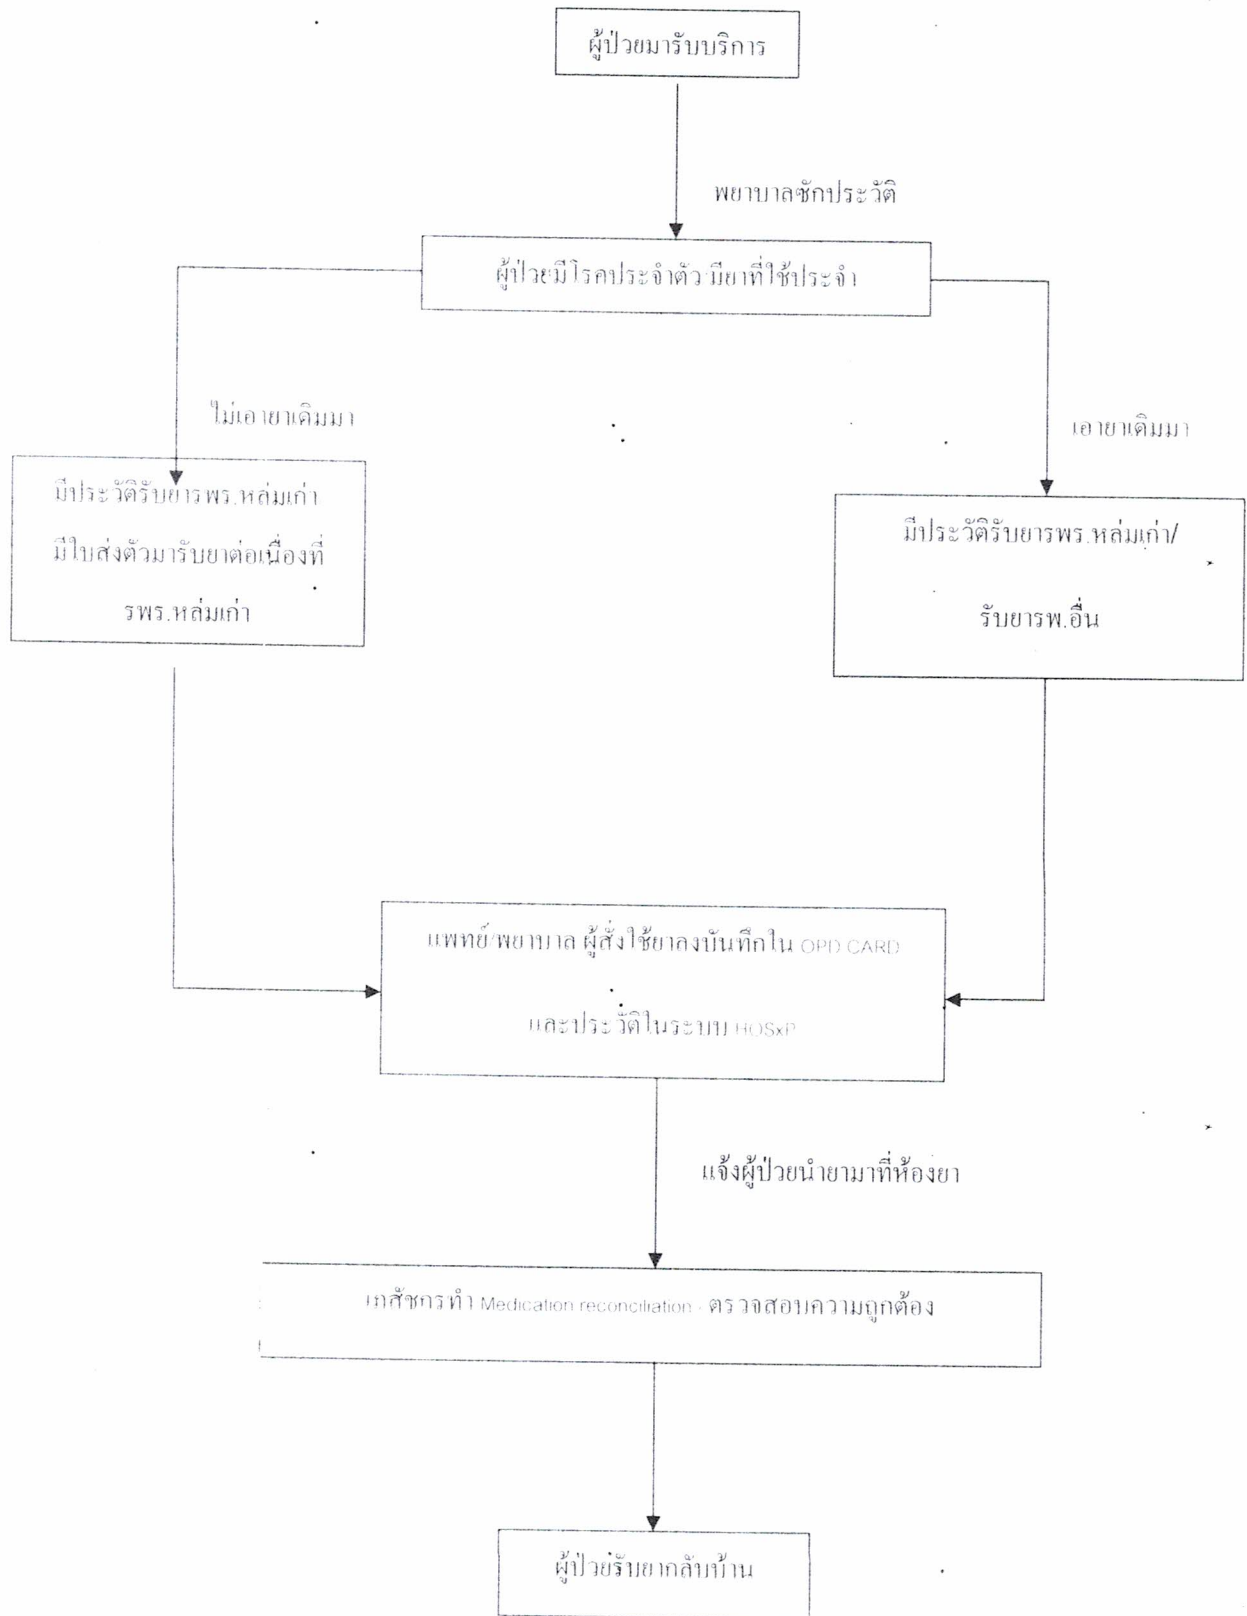 ผู้ป่วยมารับบริการ
พยาบาลซักประวัติ
ผู้ป่วยมีโรคประจำตัว มียาที่ใช้ประจำ
ไม่เอายาเดิมมา
เอายาเดิมมา
มีประวัติรับยารพร.หล่มเก่า
มีใบส่งตัวมารับยาต่อเนื่องที่
รพร.หล่มเก่า
มีประวัติรับยารพร.หล่มเก่า/
รับยารพ.อื่น
แพทย์/พยาบาล ผู้สั่งใช้ยาลงบันทึกใน OPD CARD
และประวัติในระบบ HOSxP
แจ้งผู้ป่วยนำยามาที่ห้องยา
เภสัชกรทำ Medication reconciliation - ตรวจสอบความถูกต้อง
ผู้ป่วยรับยากลับบ้าน